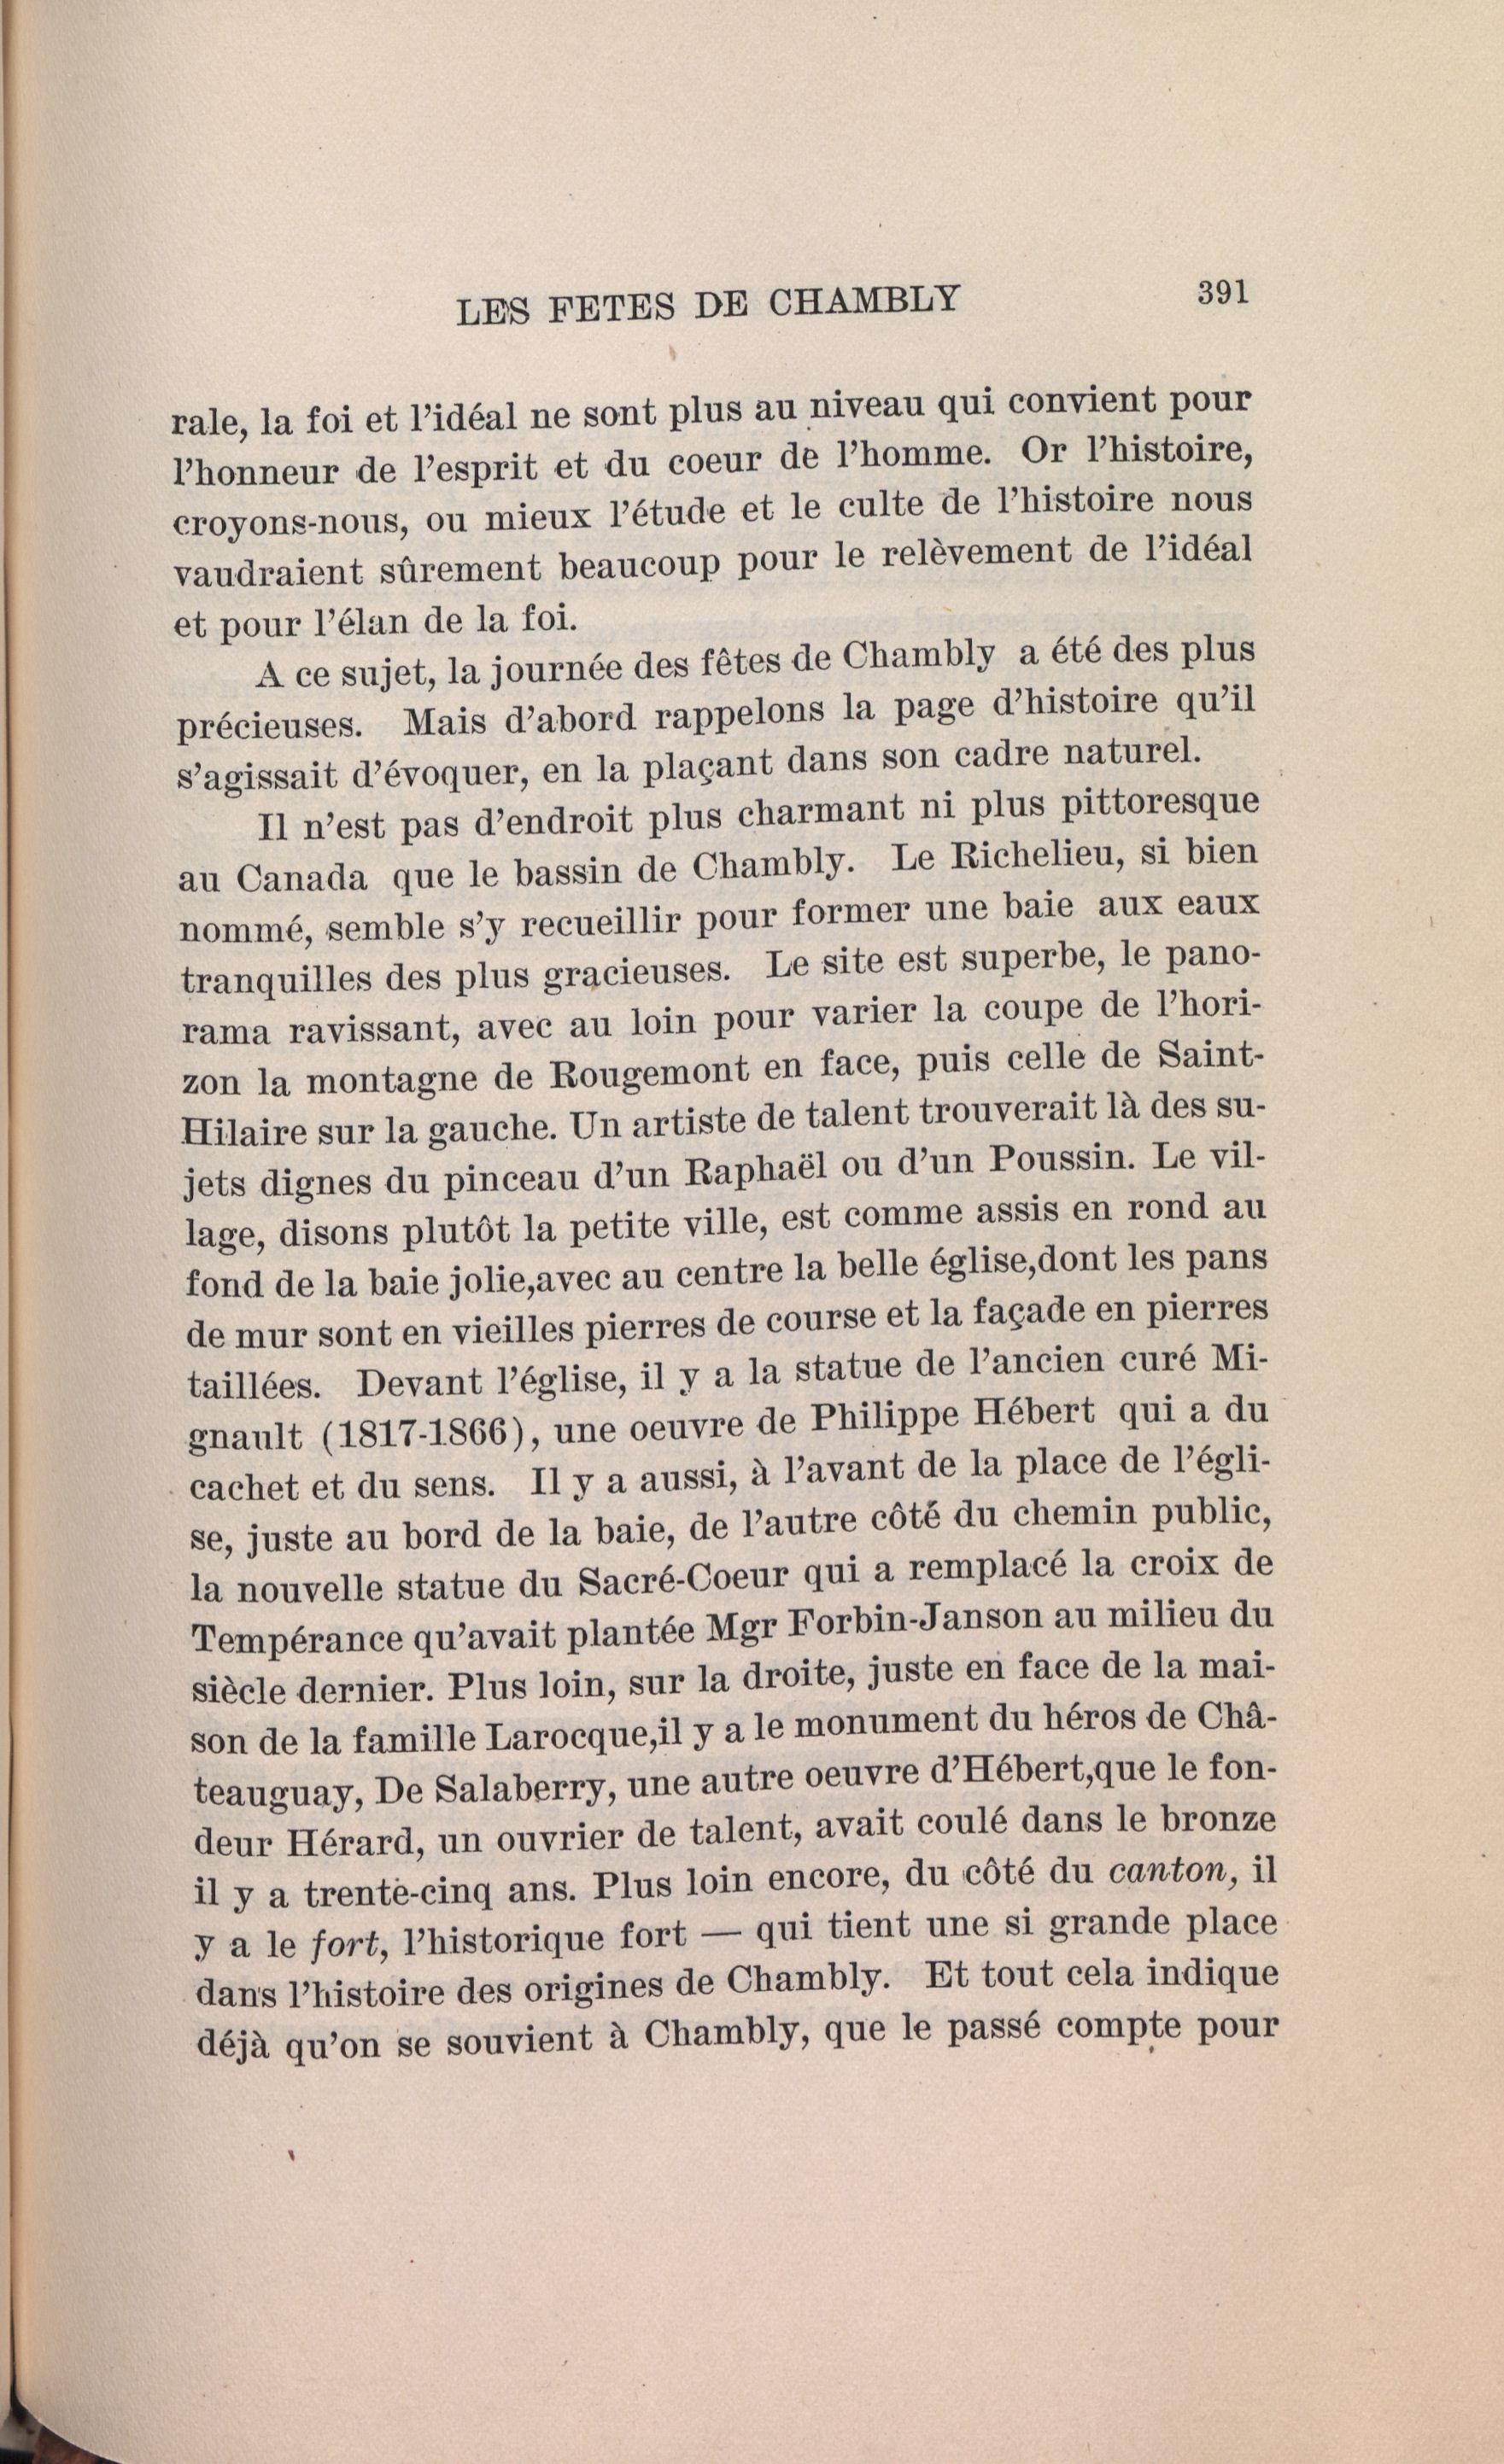 LES FETES DE CHAMBLY 391
rale, la foi et l'idéal ne sont plus au niveau qui convient pour
l'honneur de l'esprit et du coeur de l'homme. Or l'histoire,
croyons-nous, ou mieux l'étude et le culte de l'histoire nous
vaudraient sûrement beaucoup pour le relèvement de l'idéal
et pour l'élan de la foi.
A ce sujet, la journée des fêtes de Chambly a été des plus
précieuses. Mais d'abord rappelons la page d'histoire qu'il
s'agissait d'évoquer, en la plaçant dans son cadre naturel.
Il n'est pas d'endroit plus charmant ni plus pittoresque
au Canada que le bassin de Chambly. Le Richelieu, si bien
nommé, semble s'y recueillir pour former une baie aux eaux
tranquilles des plus gracieuses. Le site est superbe, le pano-
rama ravissant, avec au loin pour varier la coupe de l'hori-
zon la montagne de Rougemont en face, puis celle de Saint-
Hilaire sur la gauche. Un artiste de talent trouverait là des su-
jets dignes du pinceau d'un Raphaël ou d'un Poussin. Le vil-
lage, disons plutôt la petite ville, est comme assis en rond au
fond de la baie jolie,avec au centre la belle église,dont les pans
de mur sont en vieilles pierres de course et la façade en pierres
taillées. Devant l'église, il y a la statue de l'ancien curé Mi-
gnault (1817-1866), une oeuvre de Philippe Hébert qui a du
cachet et du sens. Il y a aussi, à l'avant de la place de l'égli-
se, juste au bord de la baie, de l'autre côté du chemin public,
la nouvelle statue du Sacré-Coeur qui a remplacé la croix de
Tempérance qu'avait plantée Mgr Forbin-Janson au milieu du
siècle dernier. Plus loin, sur la droite, juste en face de la mai-
son de la famille Larocque,il y a le monument du héros de Châ-
teauguay, De Salaberry, une autre oeuvre d'Hébert,que le fon-
deur Hérard, un ouvrier de talent, avait coulé dans le bronze
il y a trente-cinq ans. Plus loin encore, du côté du canton, il
y a le fort, l'historique fort — qui tient une si grande place
dans l'histoire des origines de Chambly. Et tout cela indique
déjà qu'on se souvient à Chambly, que le passé compte pour